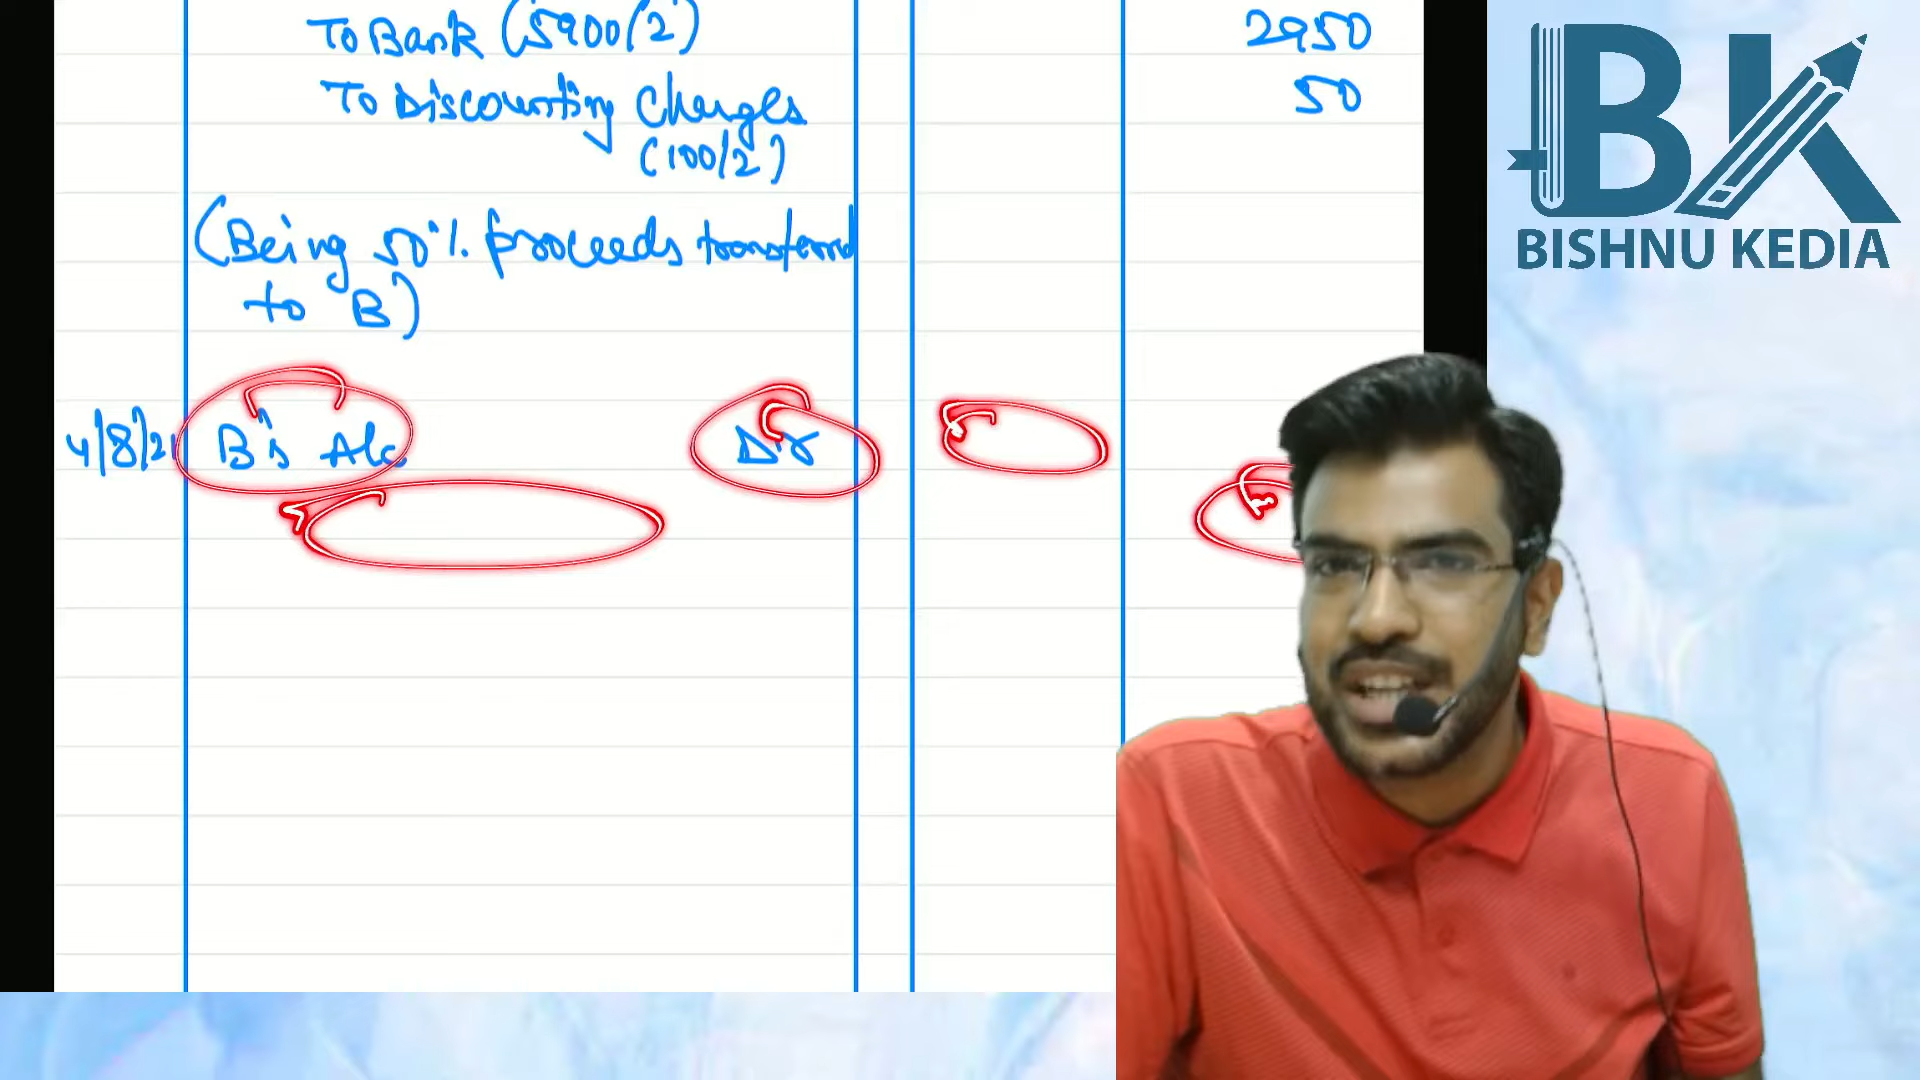 To Bank (5900/2) 2950
To Discounting Charges 50
(100/2)
(Being 50% proceeds transferred
to B)
4/8/21 B's A/c Dr
BK
BISHNU KEDIA